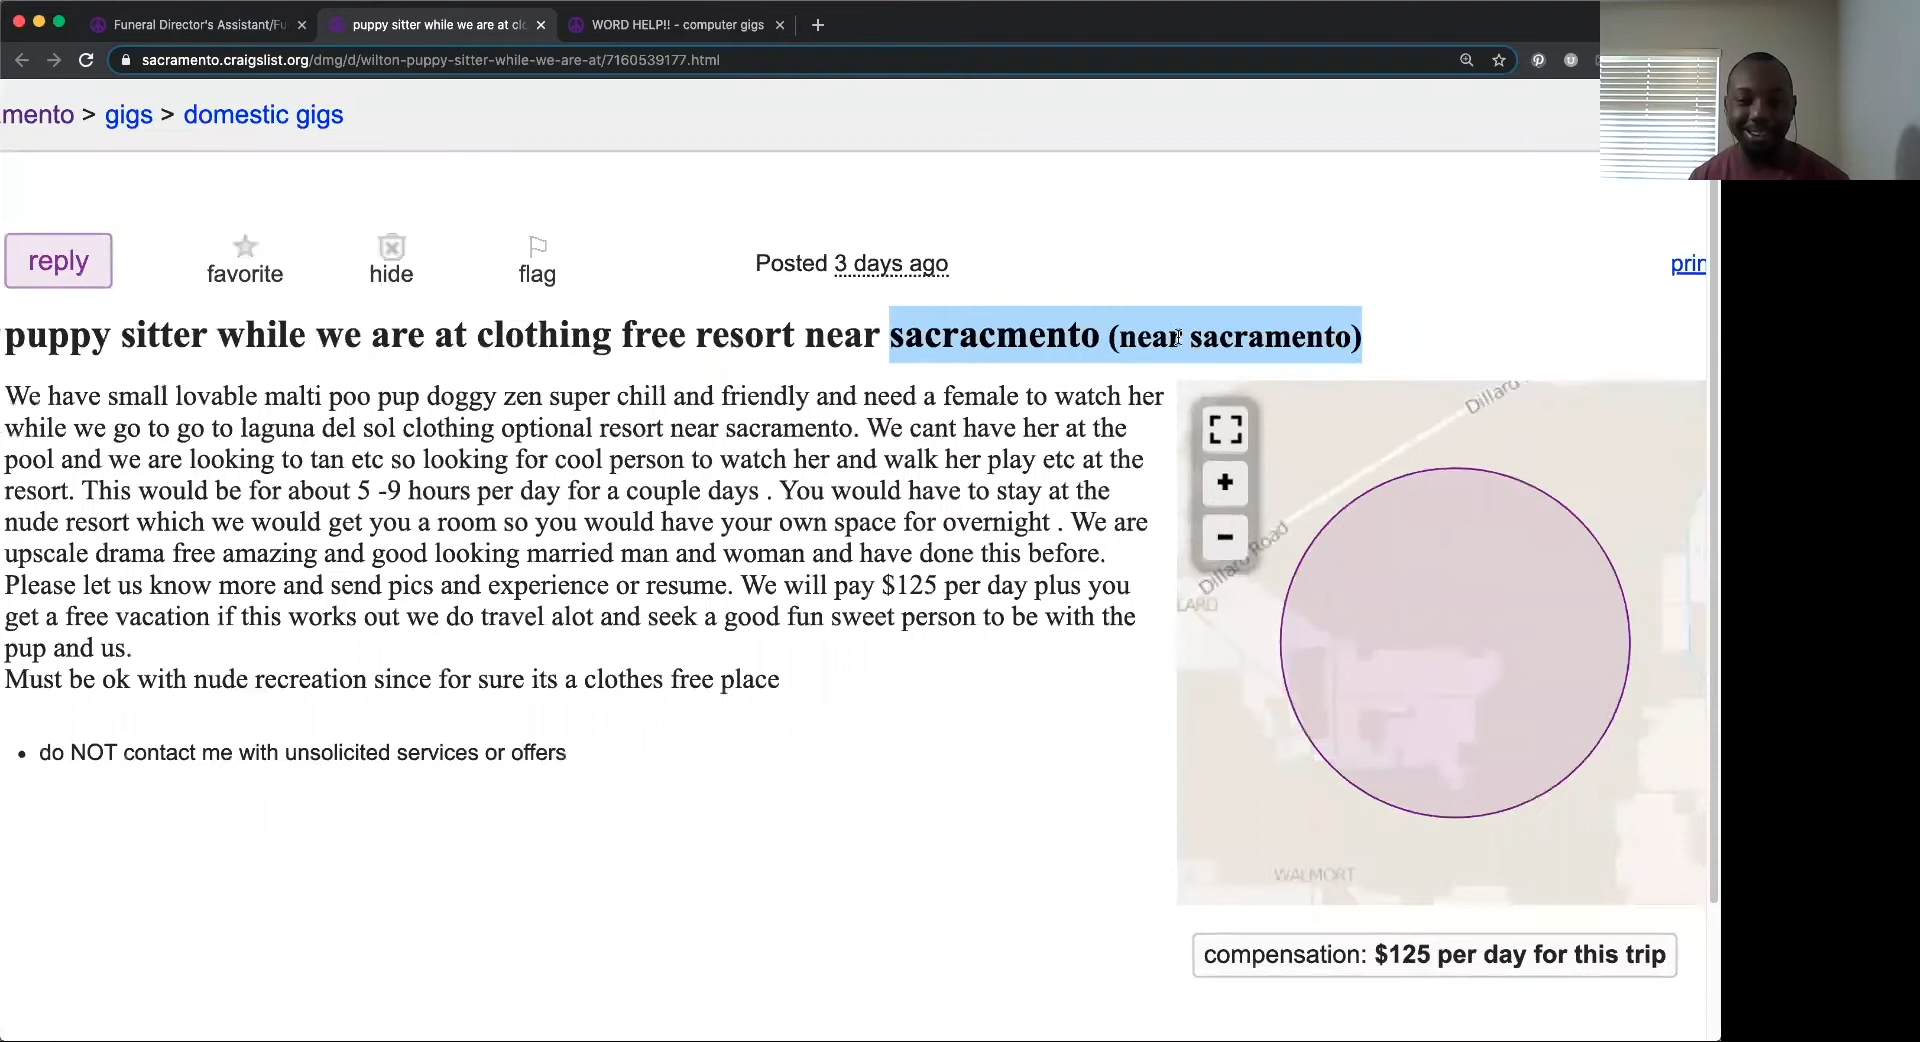 Funeral Director's Assistant/Fu
puppy sitter while we are at clo
WORD HELP!! - computer gigs
sacramento.craigslist.org/dmg/d/wilton-puppy-sitter-while-we-are-at/7160539177.html
mento > gigs > domestic gigs
reply
favorite
hide
flag
Posted 3 days ago
prin
puppy sitter while we are at clothing free resort near sacracmento (near sacramento)
We have small lovable malti poo pup doggy zen super chill and friendly and need a female to watch her
while we go to go to laguna del sol clothing optional resort near sacramento. We cant have her at the
pool and we are looking to tan etc so looking for cool person to watch her and walk her play etc at the
resort. This would be for about 5 -9 hours per day for a couple days . You would have to stay at the
nude resort which we would get you a room so you would have your own space for overnight . We are
upscale drama free amazing and good looking married man and woman and have done this before.
Please let us know more and send pics and experience or resume. We will pay $125 per day plus you
get a free vacation if this works out we do travel alot and seek a good fun sweet person to be with the
pup and us.
Must be ok with nude recreation since for sure its a clothes free place
• do NOT contact me with unsolicited services or offers
Dillard
Dillard Road
LARD
WALMORT
compensation: $125 per day for this trip